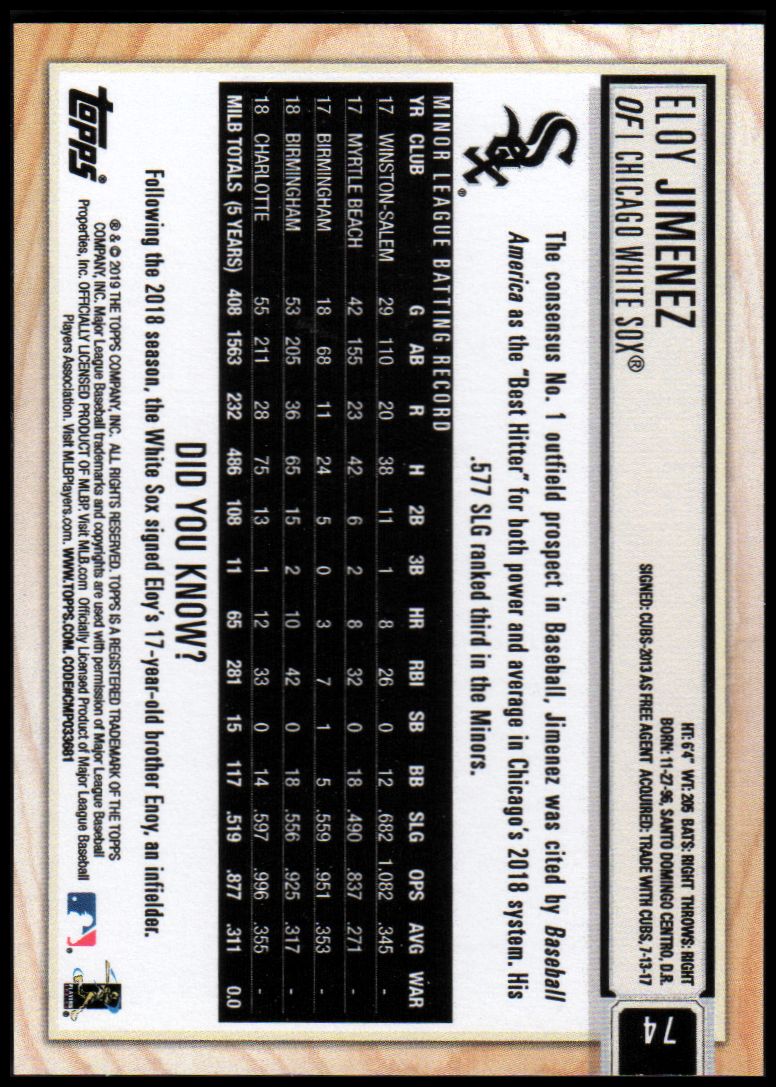 ELOY JIMENEZ
OF | CHICAGO WHITE SOX®
HT: 6'4" WT: 205 BATS: RIGHT THROWS: RIGHT
BORN: 11-27-96, SANTO DOMINGO CENTRO, D.R.
SIGNED: CUBS-2013 AS FREE AGENT ACQUIRED: TRADE WITH CUBS, 7-13-17
74
Sox
®
The consensus No. 1 outfield prospect in Baseball, Jimenez was cited by Baseball
America as the "Best Hitter" for both power and average in Chicago's 2018 system. His
.577 SLG ranked third in the Minors.
MINOR LEAGUE BATTING RECORD
YR CLUB G AB R H 2B 3B HR RBI SB BB SLG OPS AVG WAR
17 WINSTON-SALEM 29 110 20 38 11 1 8 26 0 12 .682 1.082 .345 -
17 MYRTLE BEACH 42 155 23 42 6 2 8 32 0 18 .490 .837 .271 -
17 BIRMINGHAM 18 68 11 24 5 0 3 7 1 5 .559 .951 .353 -
18 BIRMINGHAM 53 205 36 65 15 2 10 42 0 18 .556 .925 .317 -
18 CHARLOTTE 55 211 28 75 13 1 12 33 0 14 .597 .996 .355 -
MILB TOTALS (5 YEARS) 408 1563 232 486 108 11 65 281 15 117 .519 .877 .311 0.0
DID YOU KNOW?
Following the 2018 season, the White Sox signed Eloy's 17-year-old brother Enoy, an infielder.
topps
® & © 2019 THE TOPPS COMPANY, INC. ALL RIGHTS RESERVED. TOPPS IS A REGISTERED TRADEMARK OF THE TOPPS
COMPANY, INC. Major League Baseball trademarks and copyrights are used with permission of Major League Baseball
Properties, Inc. OFFICIALLY LICENSED PRODUCT OF MLBP. Visit MLB.com Officially Licensed Product of Major League Baseball
Players Association. Visit MLBPlayers.com. WWW.TOPPS.COM. CODE#CMP033681